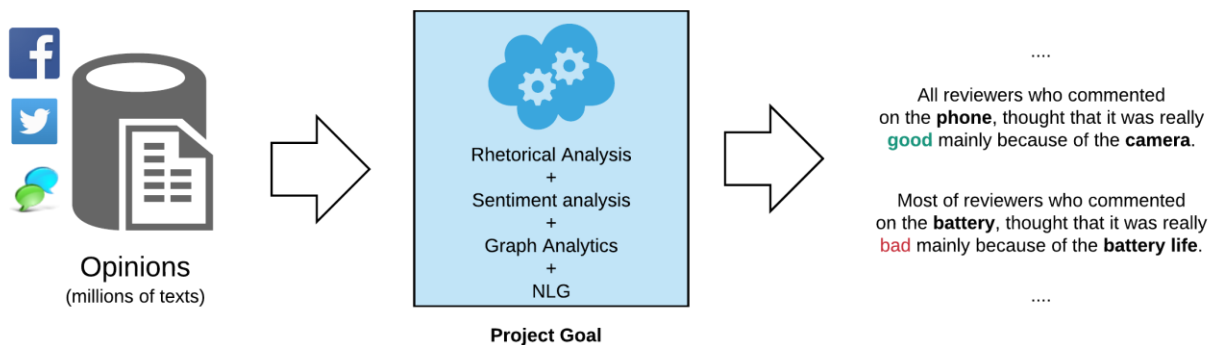 Opinions
(millions of texts)
Rhetorical Analysis
+
Sentiment analysis
+
Graph Analytics
+
NLG
Project Goal
....
All reviewers who commented
on the phone, thought that it was really
good mainly because of the camera.
Most of reviewers who commented
on the battery, thought that it was really
bad mainly because of the battery life.
....